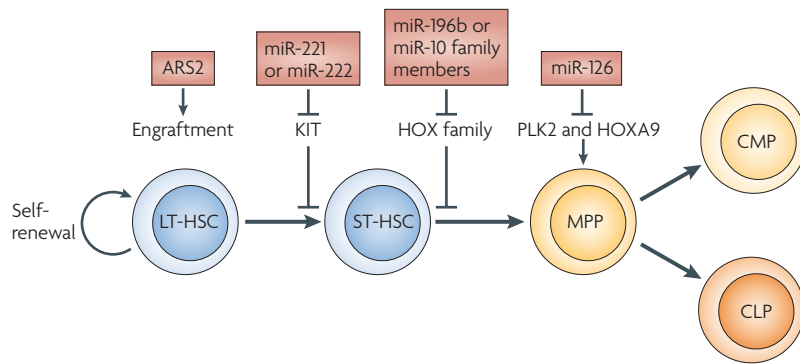 ARS2
miR-221
or miR-222
miR-196b or
miR-10 family
members
miR-126
Engraftment
KIT
HOX family
PLK2 and HOXA9
CMP
Self-
renewal
LT-HSC
ST-HSC
MPP
CLP